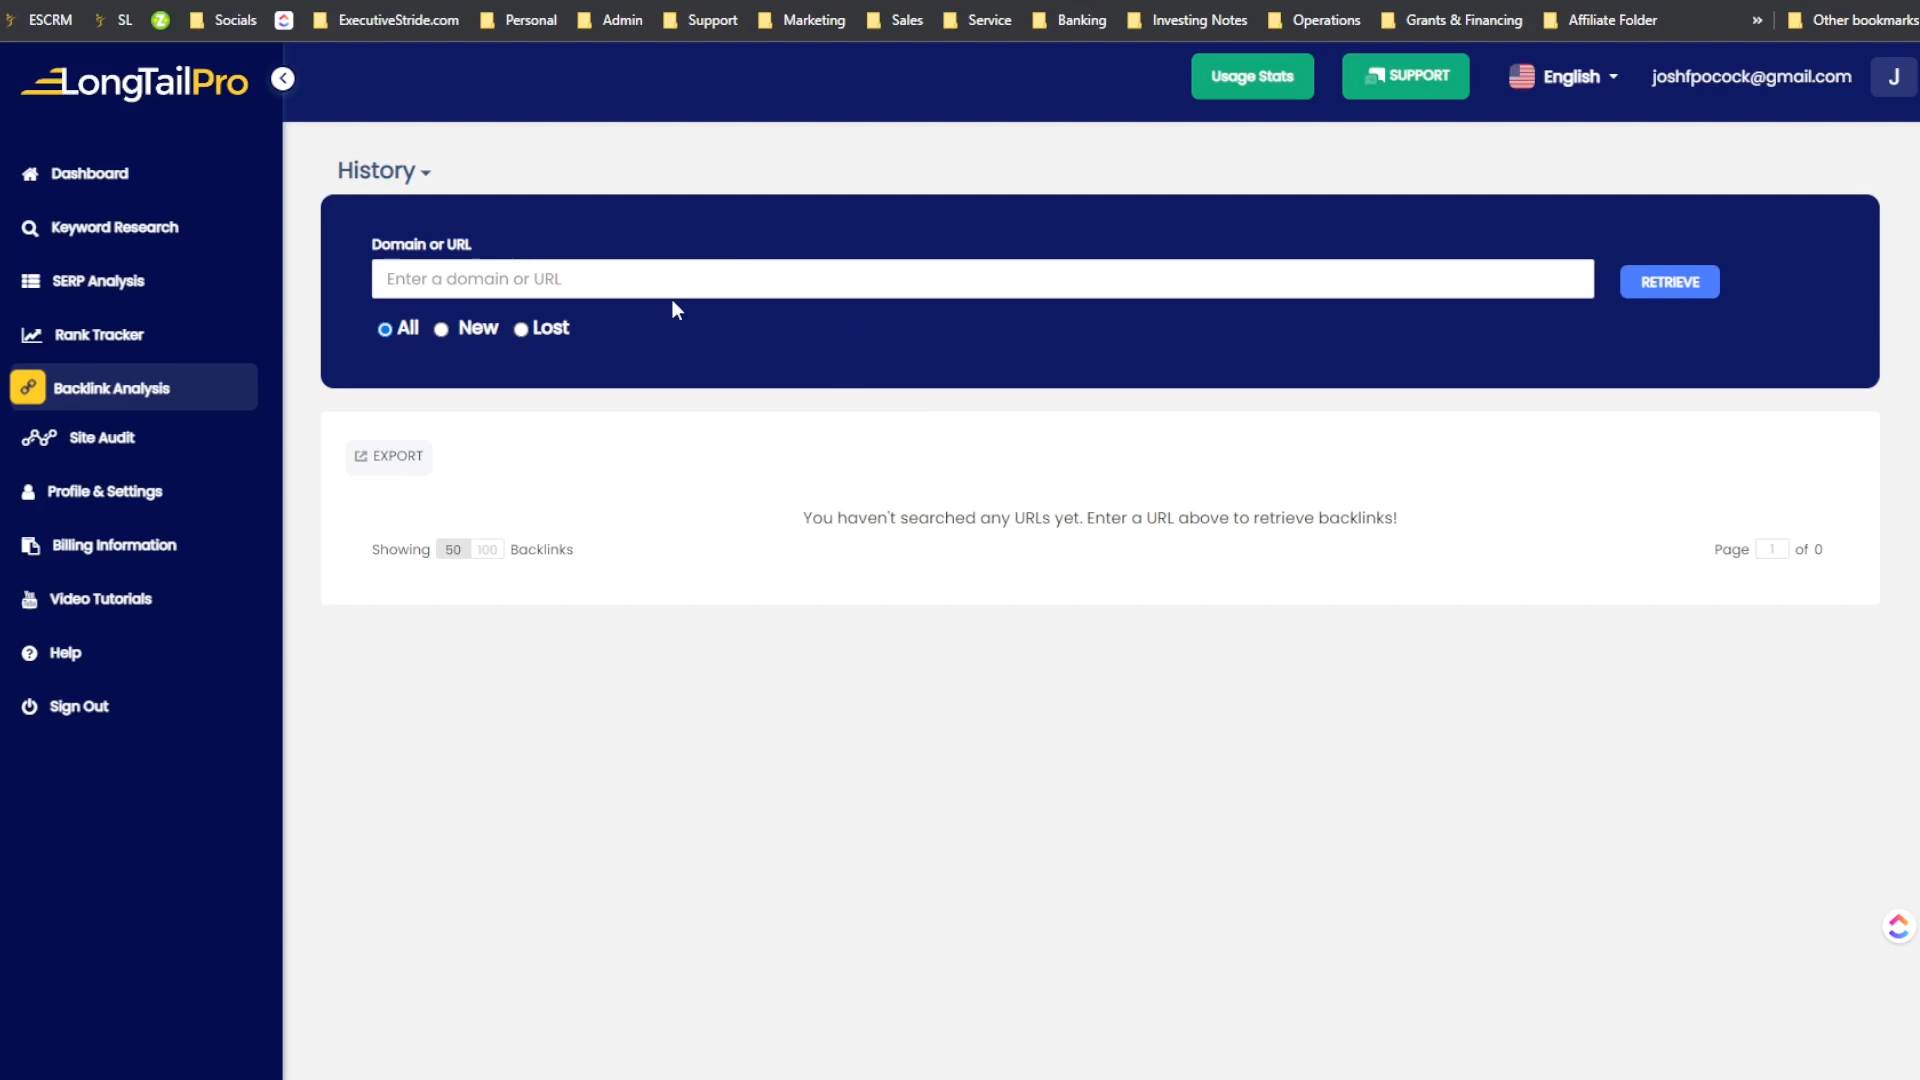 ESCRM SL Socials ExecutiveStride.com Personal Admin Support Marketing Sales Service Banking Investing Notes Operations Grants & Financing Affiliate Folder » Other bookmarks
LongTailPro
Usage Stats SUPPORT English joshfpocock@gmail.com J
Dashboard
Keyword Research
SERP Analysis
Rank Tracker
Backlink Analysis
Site Audit
Profile & Settings
Billing Information
Video Tutorials
Help
Sign Out
History
Domain or URL
Enter a domain or URL
RETRIEVE
All New Lost
EXPORT
You haven't searched any URLs yet. Enter a URL above to retrieve backlinks!
Showing 50 100 Backlinks
Page 1 of 0